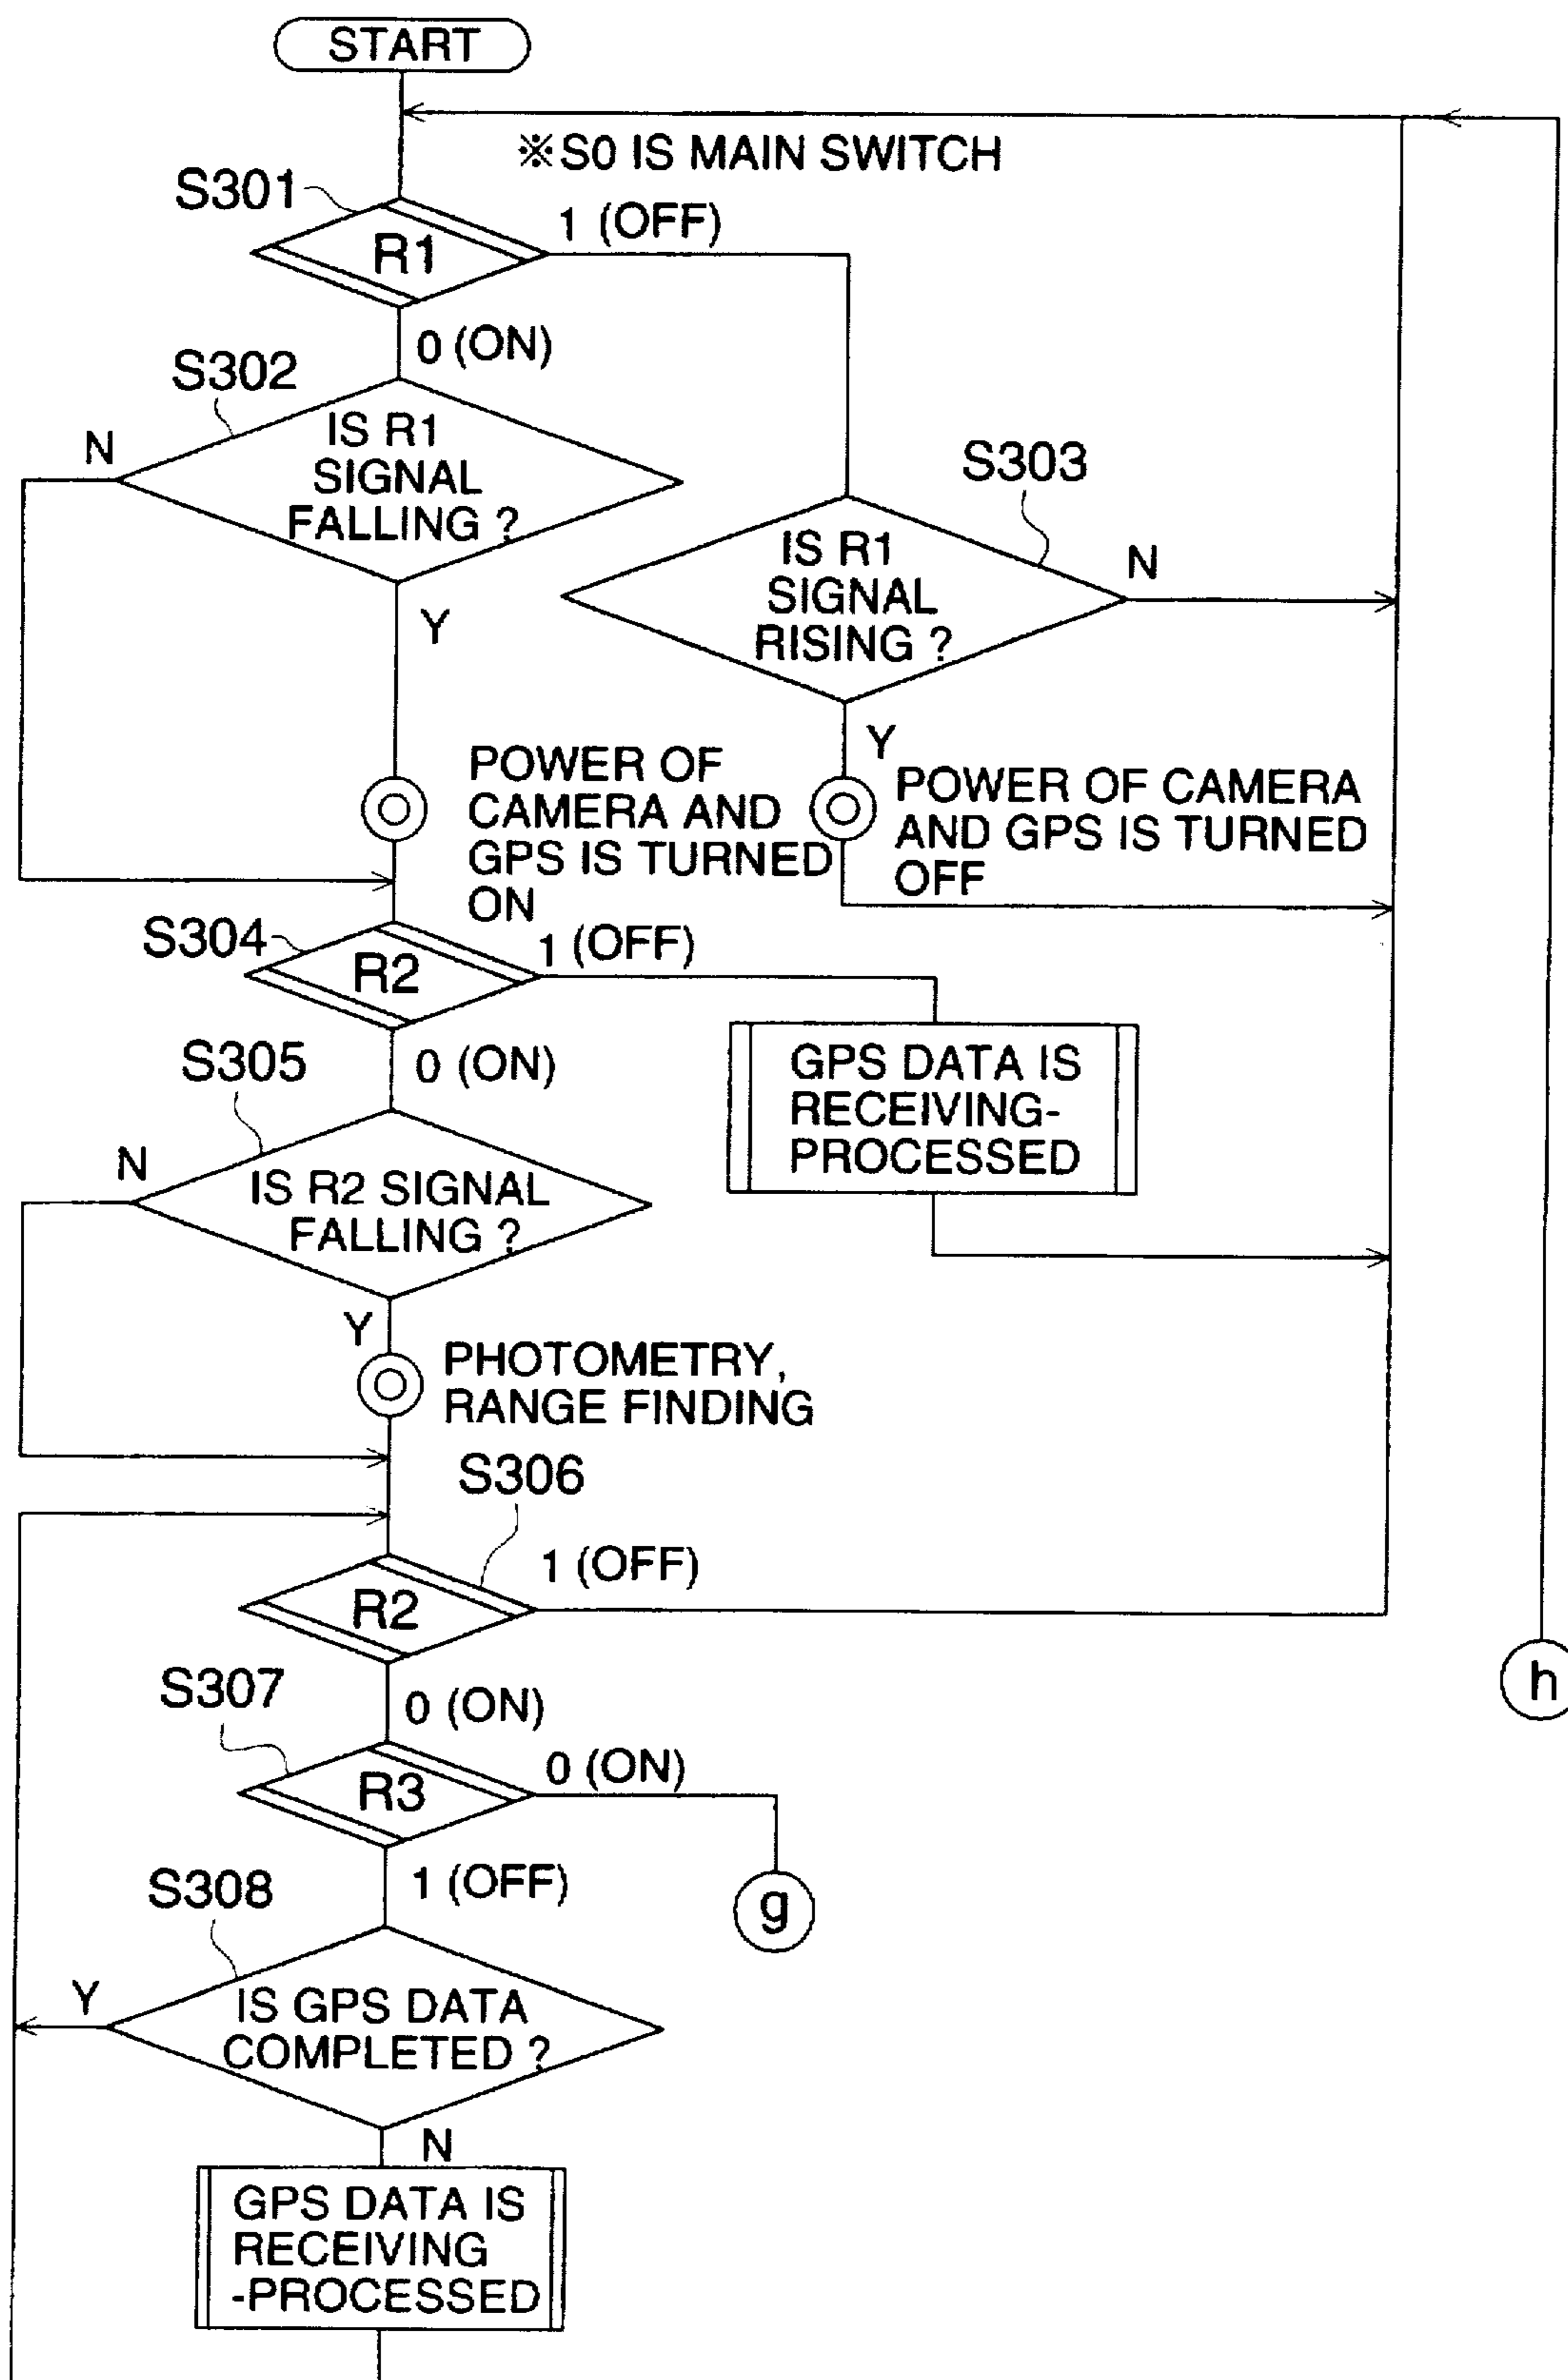 START
※S0 IS MAIN SWITCH
S301
R1
1 (OFF)
0 (ON)
S302
IS R1
SIGNAL
FALLING ?
N
Y
S303
IS R1
SIGNAL
RISING ?
N
Y
POWER OF
CAMERA AND
GPS IS TURNED
ON
POWER OF CAMERA
AND GPS IS TURNED
OFF
S304
R2
1 (OFF)
0 (ON)
GPS DATA IS
RECEIVING-
PROCESSED
S305
IS R2 SIGNAL
FALLING ?
N
Y
PHOTOMETRY,
RANGE FINDING
S306
R2
1 (OFF)
0 (ON)
h
S307
R3
0 (ON)
1 (OFF)
g
S308
IS GPS DATA
COMPLETED ?
Y
N
GPS DATA IS
RECEIVING
-PROCESSED